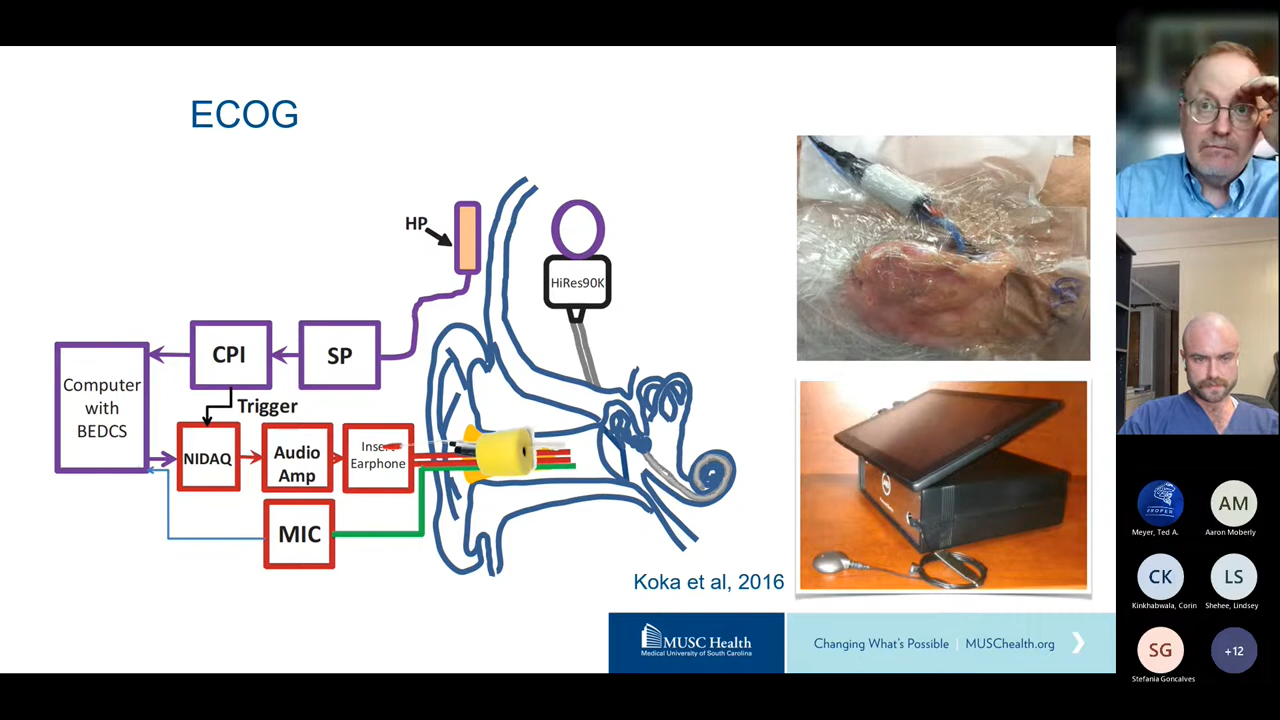 ECOG
HP
HiRes90K
CPI
SP
Computer
with
BEDCS
Trigger
NIDAQ
Audio
Amp
Insert
Earphone
MIC
Koka et al, 2016
MUSC Health
Medical University of South Carolina
Changing What's Possible | MUSChealth.org
PROPEL
Meyer, Ted A.
AM
Aaron Moberly
CK
Kinkhabwala, Corin
LS
Shehee, Lindsey
SG
Stefania Goncalves
+12